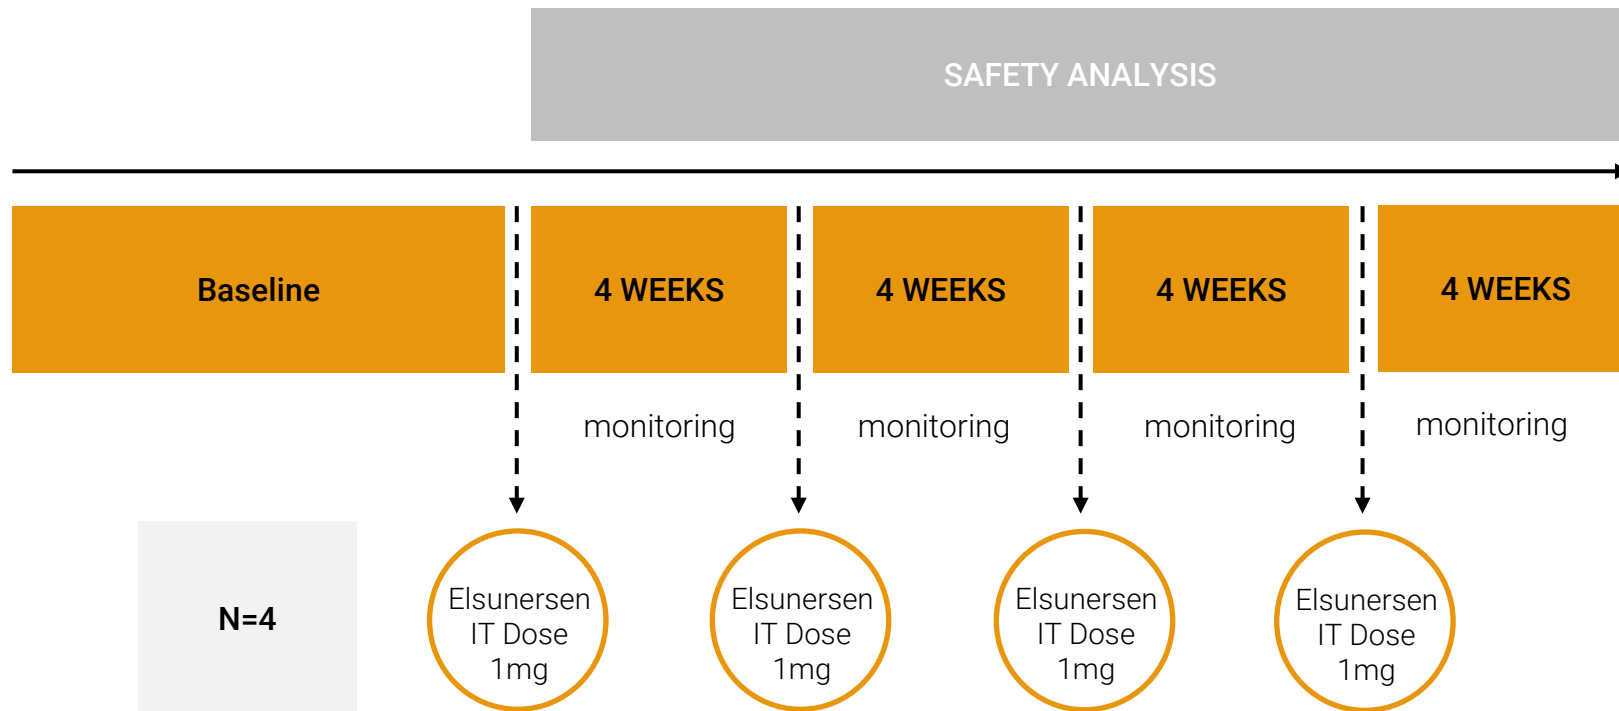 SAFETY ANALYSIS
Baseline
4 WEEKS
4 WEEKS
4 WEEKS
4 WEEKS
monitoring
monitoring
monitoring
monitoring
N=4
Elsunersen
IT Dose
1mg
Elsunersen
IT Dose
1mg
Elsunersen
IT Dose
1mg
Elsunersen
IT Dose
1mg